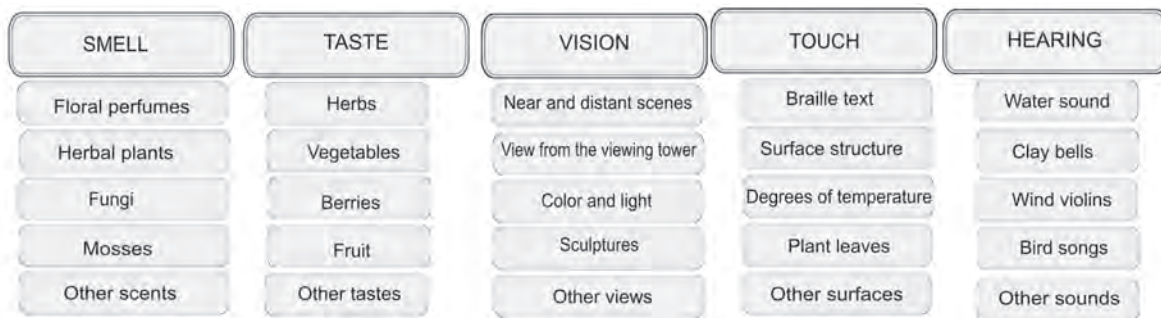 SMELL
TASTE
VISION
TOUCH
HEARING
Floral perfumes
Herbs
Near and distant scenes
Braille text
Water sound
Herbal plants
Vegetables
View from the viewing tower
Surface structure
Clay bells
Fungi
Berries
Color and light
Degrees of temperature
Wind violins
Mosses
Fruit
Sculptures
Plant leaves
Bird songs
Other scents
Other tastes
Other views
Other surfaces
Other sounds